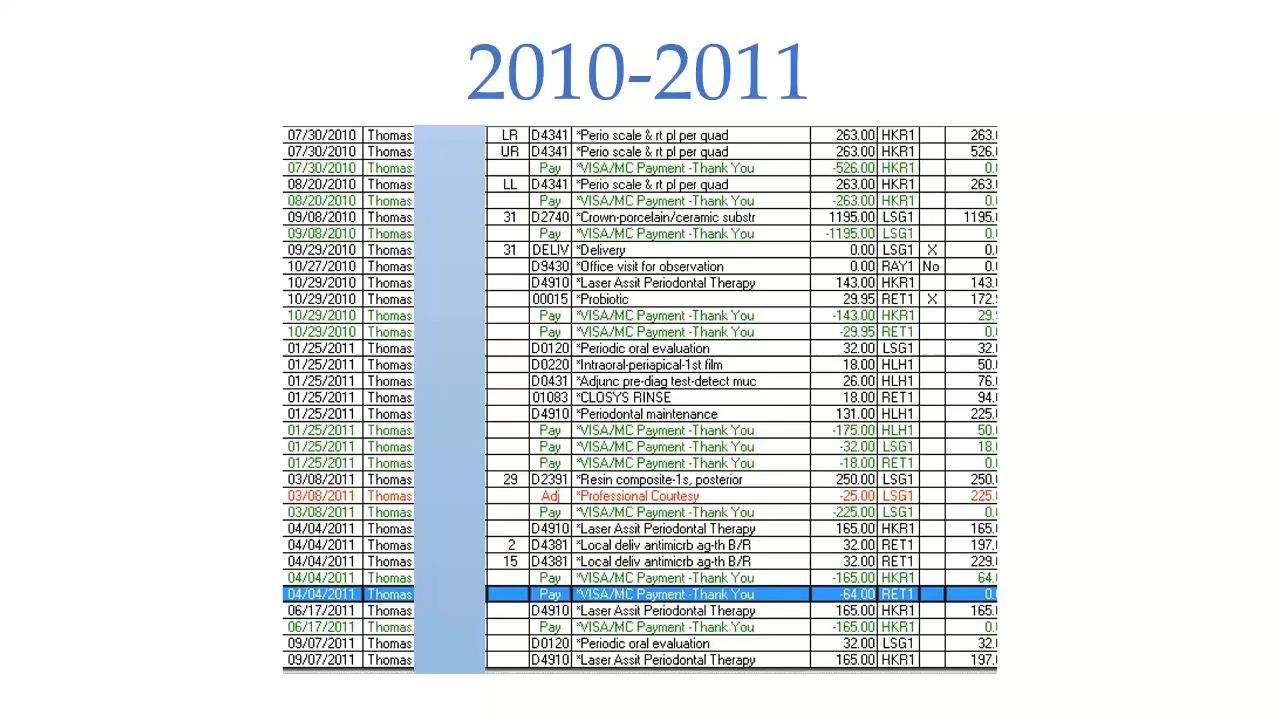 2010-2011
07/30/2010 Thomas LR D4341 *Perio scale & rt pl per quad 263.00 HKR1 263.
07/30/2010 Thomas UR D4341 *Perio scale & rt pl per quad 263.00 HKR1 526.
07/30/2010 Thomas Pay *VISA/MC Payment -Thank You -526.00 HKR1 0.
08/20/2010 Thomas LL D4341 *Perio scale & rt pl per quad 263.00 HKR1 263.
08/20/2010 Thomas Pay *VISA/MC Payment -Thank You -263.00 HKR1 0.
09/08/2010 Thomas 31 D2740 *Crown-porcelain/ceramic substr 1195.00 LSG1 1195.
09/08/2010 Thomas Pay *VISA/MC Payment -Thank You -1195.00 LSG1 0.
09/29/2010 Thomas 31 DELIV *Delivery 0.00 LSG1 X 0.
10/27/2010 Thomas D9430 *Office visit for observation 0.00 RAY1 No 0.
10/29/2010 Thomas D4910 *Laser Assit Periodontal Therapy 143.00 HKR1 143.
10/29/2010 Thomas 00015 *Probiotic 29.95 RET1 X 172.
10/29/2010 Thomas Pay *VISA/MC Payment -Thank You -143.00 HKR1 29.
10/29/2010 Thomas Pay *VISA/MC Payment -Thank You -29.95 RET1 0.
01/25/2011 Thomas D0120 *Periodic oral evaluation 32.00 LSG1 32.
01/25/2011 Thomas D0220 *Intraoral-periapical-1st film 18.00 HLH1 50.
01/25/2011 Thomas D0431 *Adjunc pre-diag test-detect muc 26.00 HLH1 76.
01/25/2011 Thomas 01083 *CLOSYS RINSE 18.00 RET1 94.
01/25/2011 Thomas D4910 *Periodontal maintenance 131.00 HLH1 225.
01/25/2011 Thomas Pay *VISA/MC Payment -Thank You -175.00 HLH1 50.
01/25/2011 Thomas Pay *VISA/MC Payment -Thank You -32.00 LSG1 18.
01/25/2011 Thomas Pay *VISA/MC Payment -Thank You -18.00 RET1 0.
03/08/2011 Thomas 29 D2391 *Resin composite-1s, posterior 250.00 LSG1 250.
03/08/2011 Thomas Adj *Professional Courtesy -25.00 LSG1 225.
03/08/2011 Thomas Pay *VISA/MC Payment -Thank You -225.00 LSG1 0.
04/04/2011 Thomas D4910 *Laser Assit Periodontal Therapy 165.00 HKR1 165.
04/04/2011 Thomas 2 D4381 *Local deliv antimicrb ag-th B/R 32.00 RET1 197.
04/04/2011 Thomas 15 D4381 *Local deliv antimicrb ag-th B/R 32.00 RET1 229.
04/04/2011 Thomas Pay *VISA/MC Payment -Thank You -165.00 HKR1 64.
04/04/2011 Thomas Pay *VISA/MC Payment -Thank You -64.00 RET1 0.
06/17/2011 Thomas D4910 *Laser Assit Periodontal Therapy 165.00 HKR1 165.
06/17/2011 Thomas Pay *VISA/MC Payment -Thank You -165.00 HKR1 0.
09/07/2011 Thomas D0120 *Periodic oral evaluation 32.00 LSG1 32.
09/07/2011 Thomas D4910 *Laser Assit Periodontal Therapy 165.00 HKR1 197.